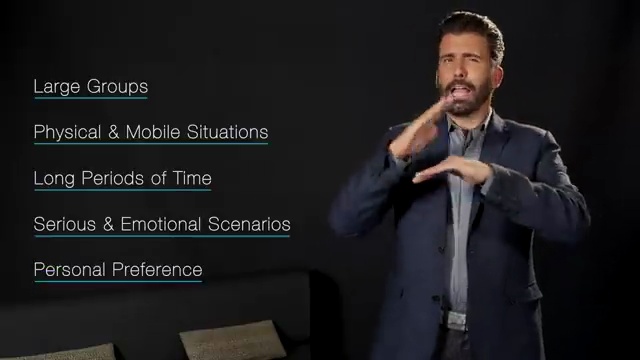 Large Groups
Physical & Mobile Situations
Long Periods of Time
Serious & Emotional Scenarios
Personal Preference